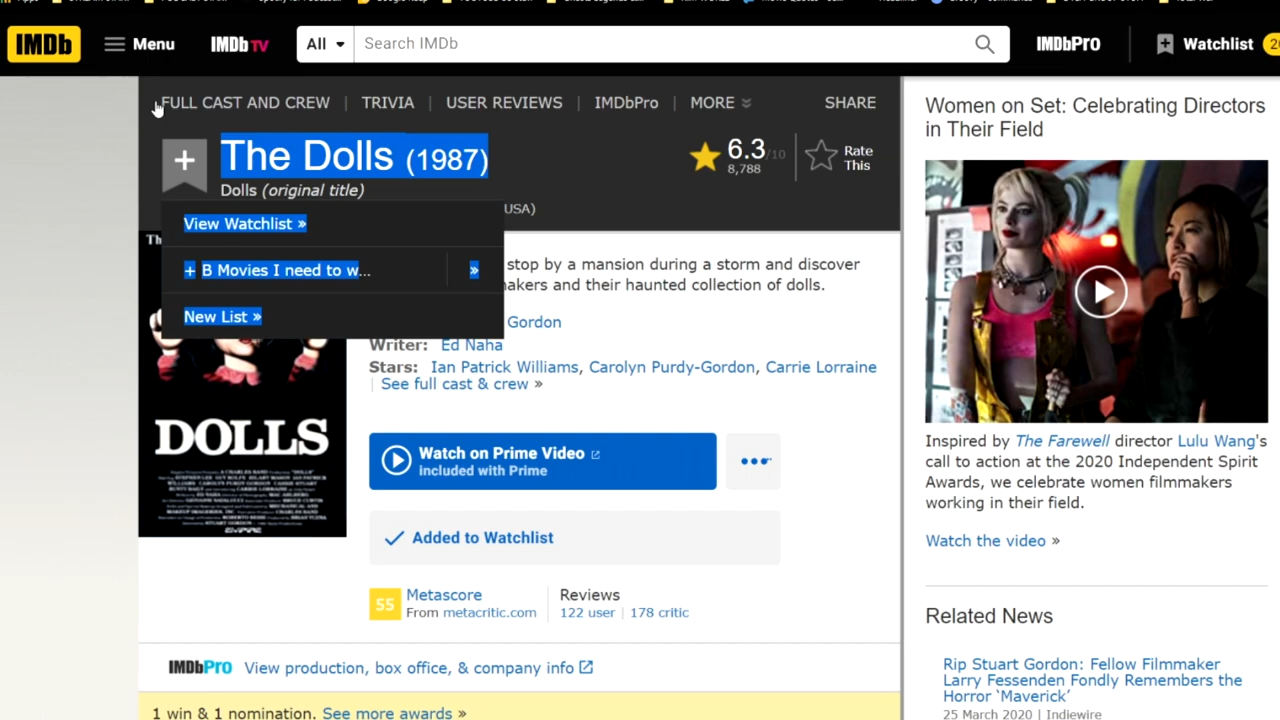 IMDb
Menu
IMDb TV
All
Search IMDb
IMDbPro
Watchlist
FULL CAST AND CREW | TRIVIA | USER REVIEWS | IMDbPro | MORE
SHARE
+
The Dolls (1987)
Dolls (original title)
6.3/10
8,788
Rate
This
USA)
View Watchlist »
+ B Movies I need to w...
»
New List »
stop by a mansion during a storm and discover
akers and their haunted collection of dolls.
Gordon
Writer: Ed Naha
Stars: Ian Patrick Williams, Carolyn Purdy-Gordon, Carrie Lorraine
| See full cast & crew »
DOLLS
EMPIRE
Watch on Prime Video
included with Prime
Added to Watchlist
55
Metascore
From metacritic.com
Reviews
122 user | 178 critic
IMDbPro View production, box office, & company info
1 win & 1 nomination. See more awards »
Women on Set: Celebrating Directors
in Their Field
Inspired by The Farewell director Lulu Wang's
call to action at the 2020 Independent Spirit
Awards, we celebrate women filmmakers
working in their field.
Watch the video »
Related News
Rip Stuart Gordon: Fellow Filmmaker
Larry Fessenden Fondly Remembers the
Horror ‘Maverick’
25 March 2020 | Indiewire